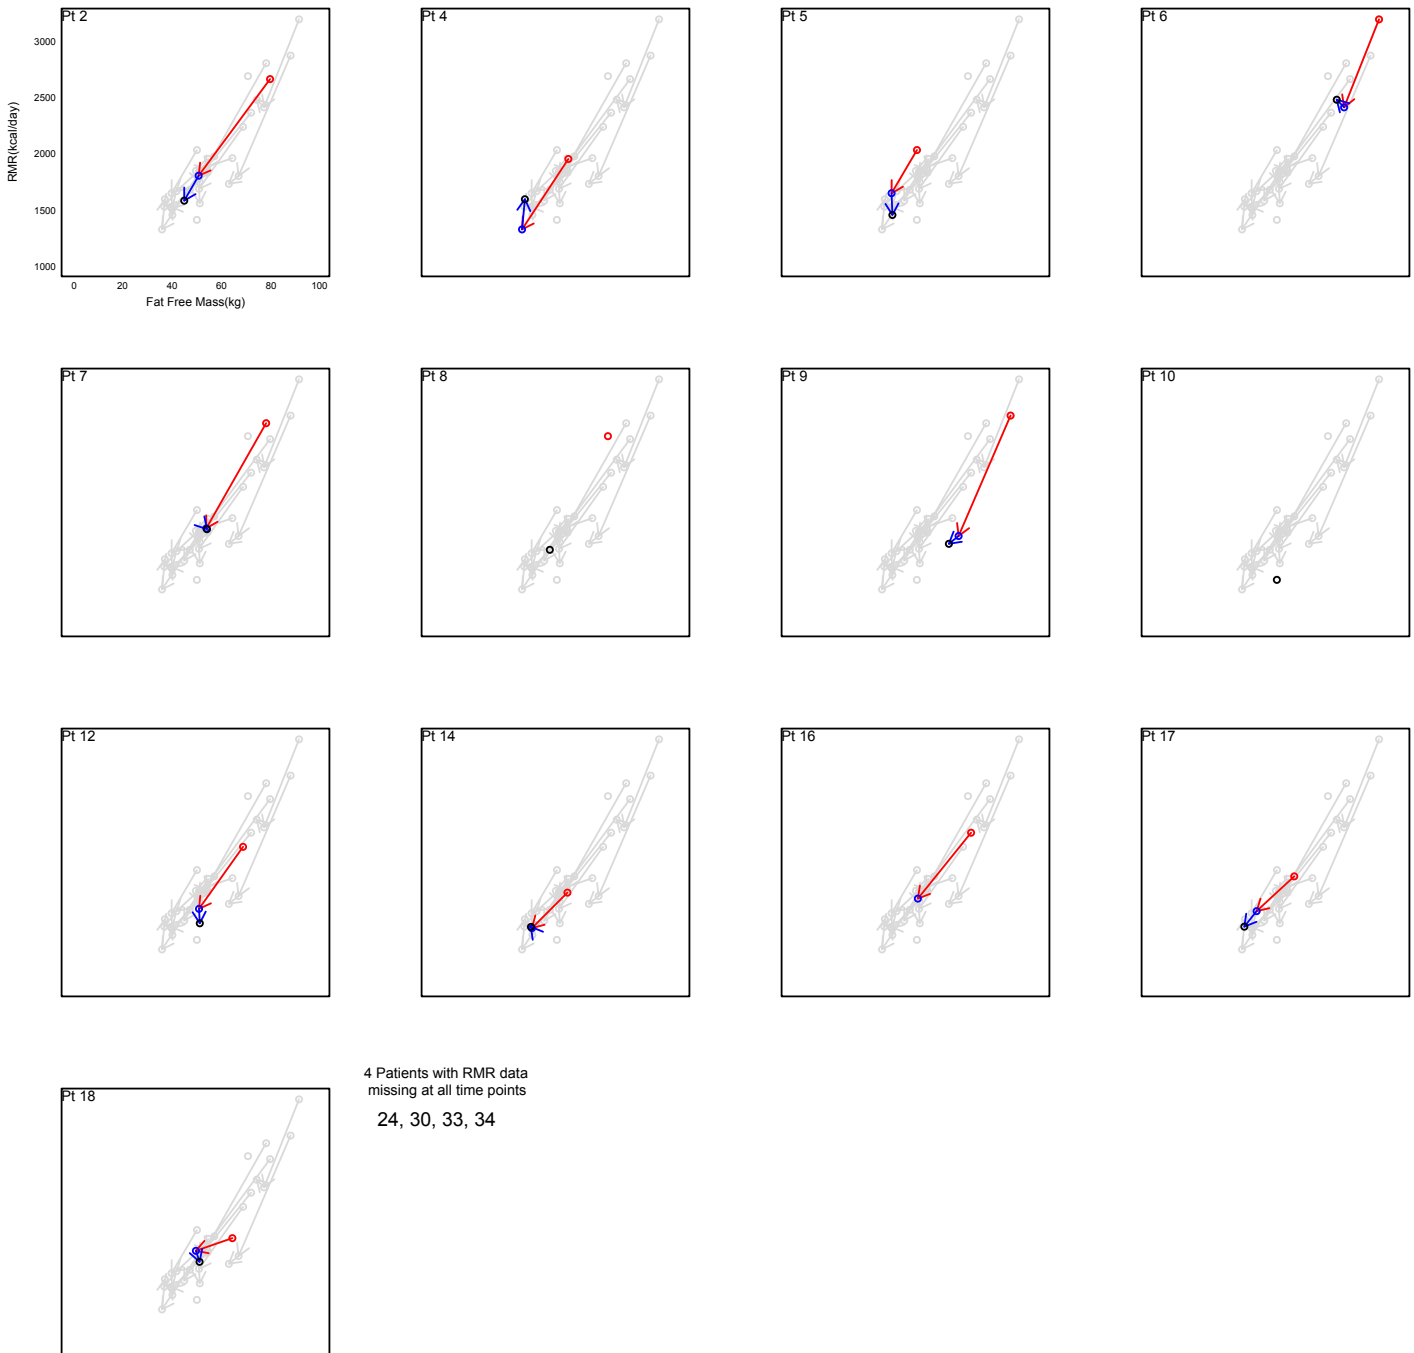 Pt 2
Pt 4
Pt 5
Pt 6
3000
2500
2000
1500
1000
RMR(kcal/day)
0 20 40 60 80 100
Fat Free Mass(kg)
Pt 7
Pt 8
Pt 9
Pt 10
Pt 12
Pt 14
Pt 16
Pt 17
Pt 18
4 Patients with RMR data
missing at all time points
24, 30, 33, 34